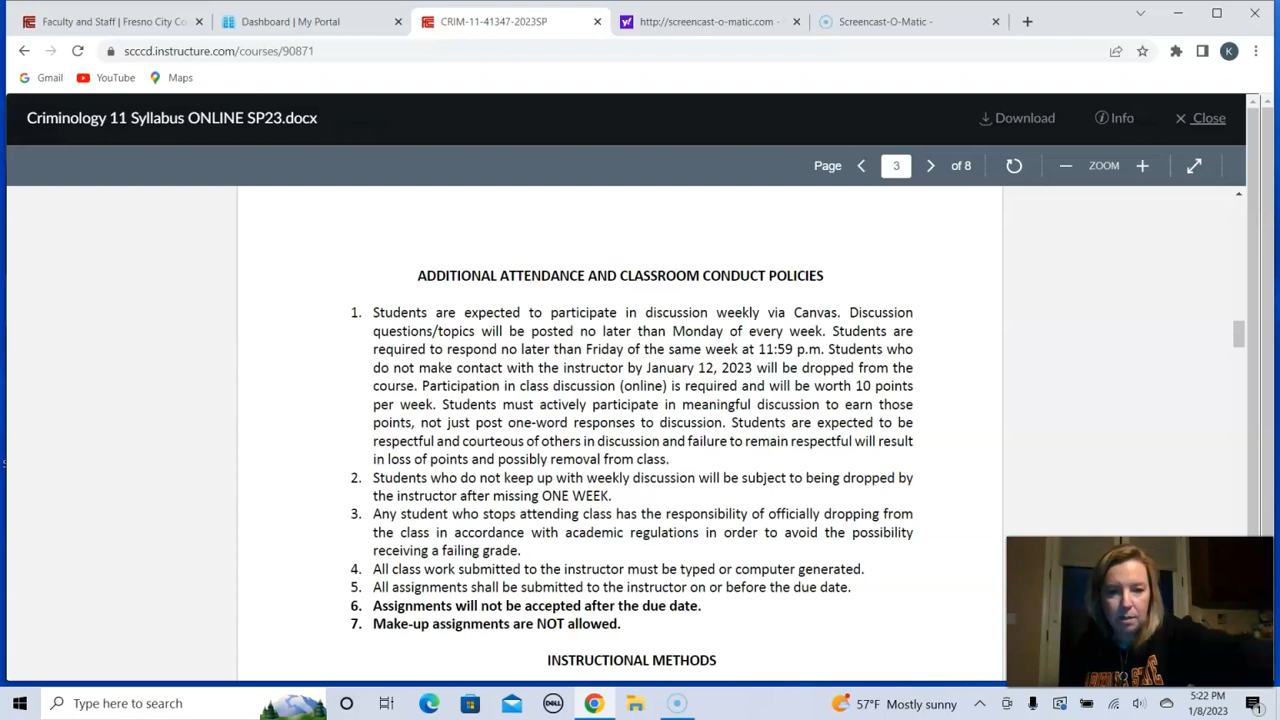 Faculty and Staff | Fresno City Co
Dashboard | My Portal
CRIM-11-41347-2023SP
http://screencast-o-matic.com -
Screencast-O-Matic -
scccd.instructure.com/courses/90871
K
Gmail
YouTube
Maps
Criminology 11 Syllabus ONLINE SP23.docx
Download
Info
Close
Page
3
of 8
ZOOM
ADDITIONAL ATTENDANCE AND CLASSROOM CONDUCT POLICIES
1. Students are expected to participate in discussion weekly via Canvas. Discussion
questions/topics will be posted no later than Monday of every week. Students are
required to respond no later than Friday of the same week at 11:59 p.m. Students who
do not make contact with the instructor by January 12, 2023 will be dropped from the
course. Participation in class discussion (online) is required and will be worth 10 points
per week. Students must actively participate in meaningful discussion to earn those
points, not just post one-word responses to discussion. Students are expected to be
respectful and courteous of others in discussion and failure to remain respectful will result
in loss of points and possibly removal from class.
2. Students who do not keep up with weekly discussion will be subject to being dropped by
the instructor after missing ONE WEEK.
3. Any student who stops attending class has the responsibility of officially dropping from
the class in accordance with academic regulations in order to avoid the possibility
receiving a failing grade.
4. All class work submitted to the instructor must be typed or computer generated.
5. All assignments shall be submitted to the instructor on or before the due date.
6. Assignments will not be accepted after the due date.
7. Make-up assignments are NOT allowed.
INSTRUCTIONAL METHODS
Type here to search
DELL
57°F Mostly sunny
5:22 PM
1/8/2023
1